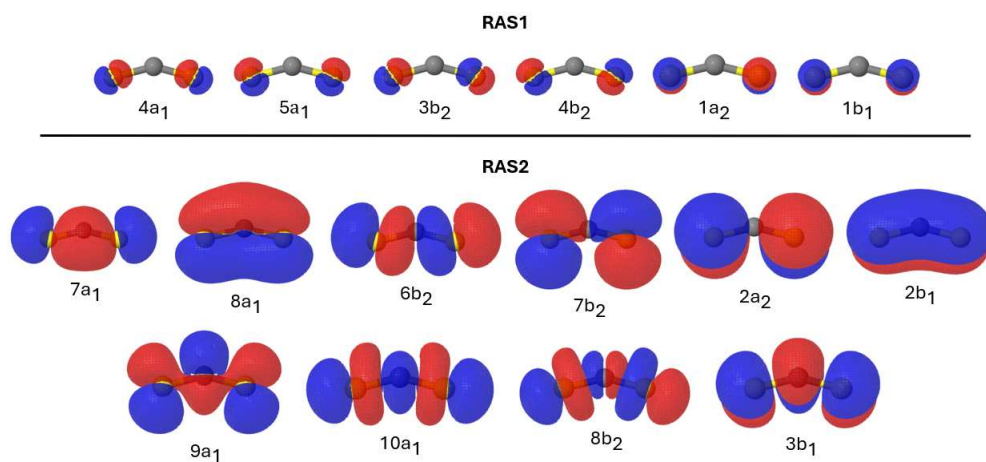 RAS1
4a₁ 5a₁ 3b₂ 4b₂ 1a₂ 1b₁
RAS2
7a₁ 8a₁ 6b₂ 7b₂ 2a₂ 2b₁
9a₁ 10a₁ 8b₂ 3b₁